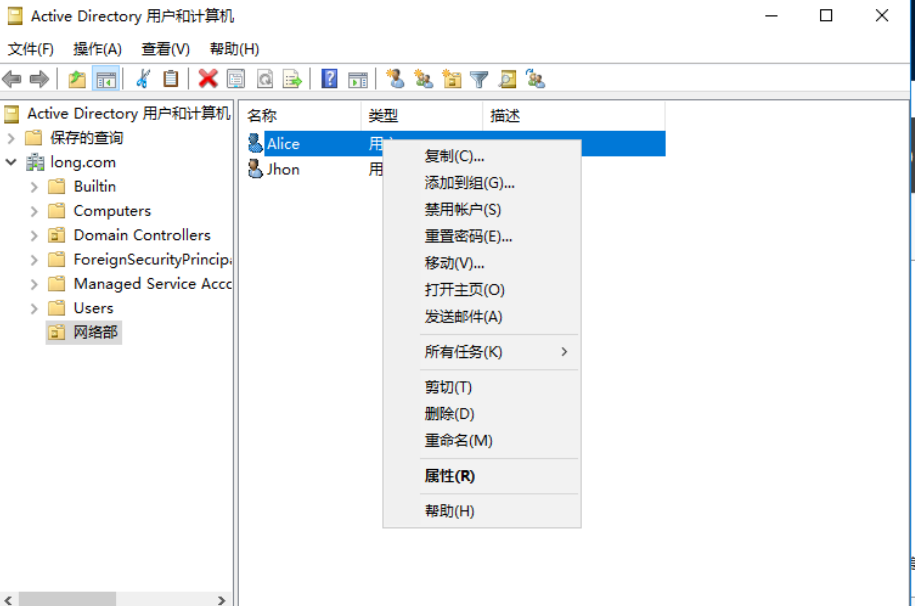 Active Directory 用户和计算机
文件(F) 操作(A) 查看(V) 帮助(H)
Active Directory 用户和计算机
保存的查询
long.com
Builtin
Computers
Domain Controllers
ForeignSecurityPrincip
Managed Service Acc
Users
网络部
名称 类型 描述
Alice 用
Jhon 用
复制(C)...
添加到组(G)...
禁用帐户(S)
重置密码(E)...
移动(V)...
打开主页(O)
发送邮件(A)
所有任务(K)
剪切(T)
删除(D)
重命名(M)
属性(R)
帮助(H)